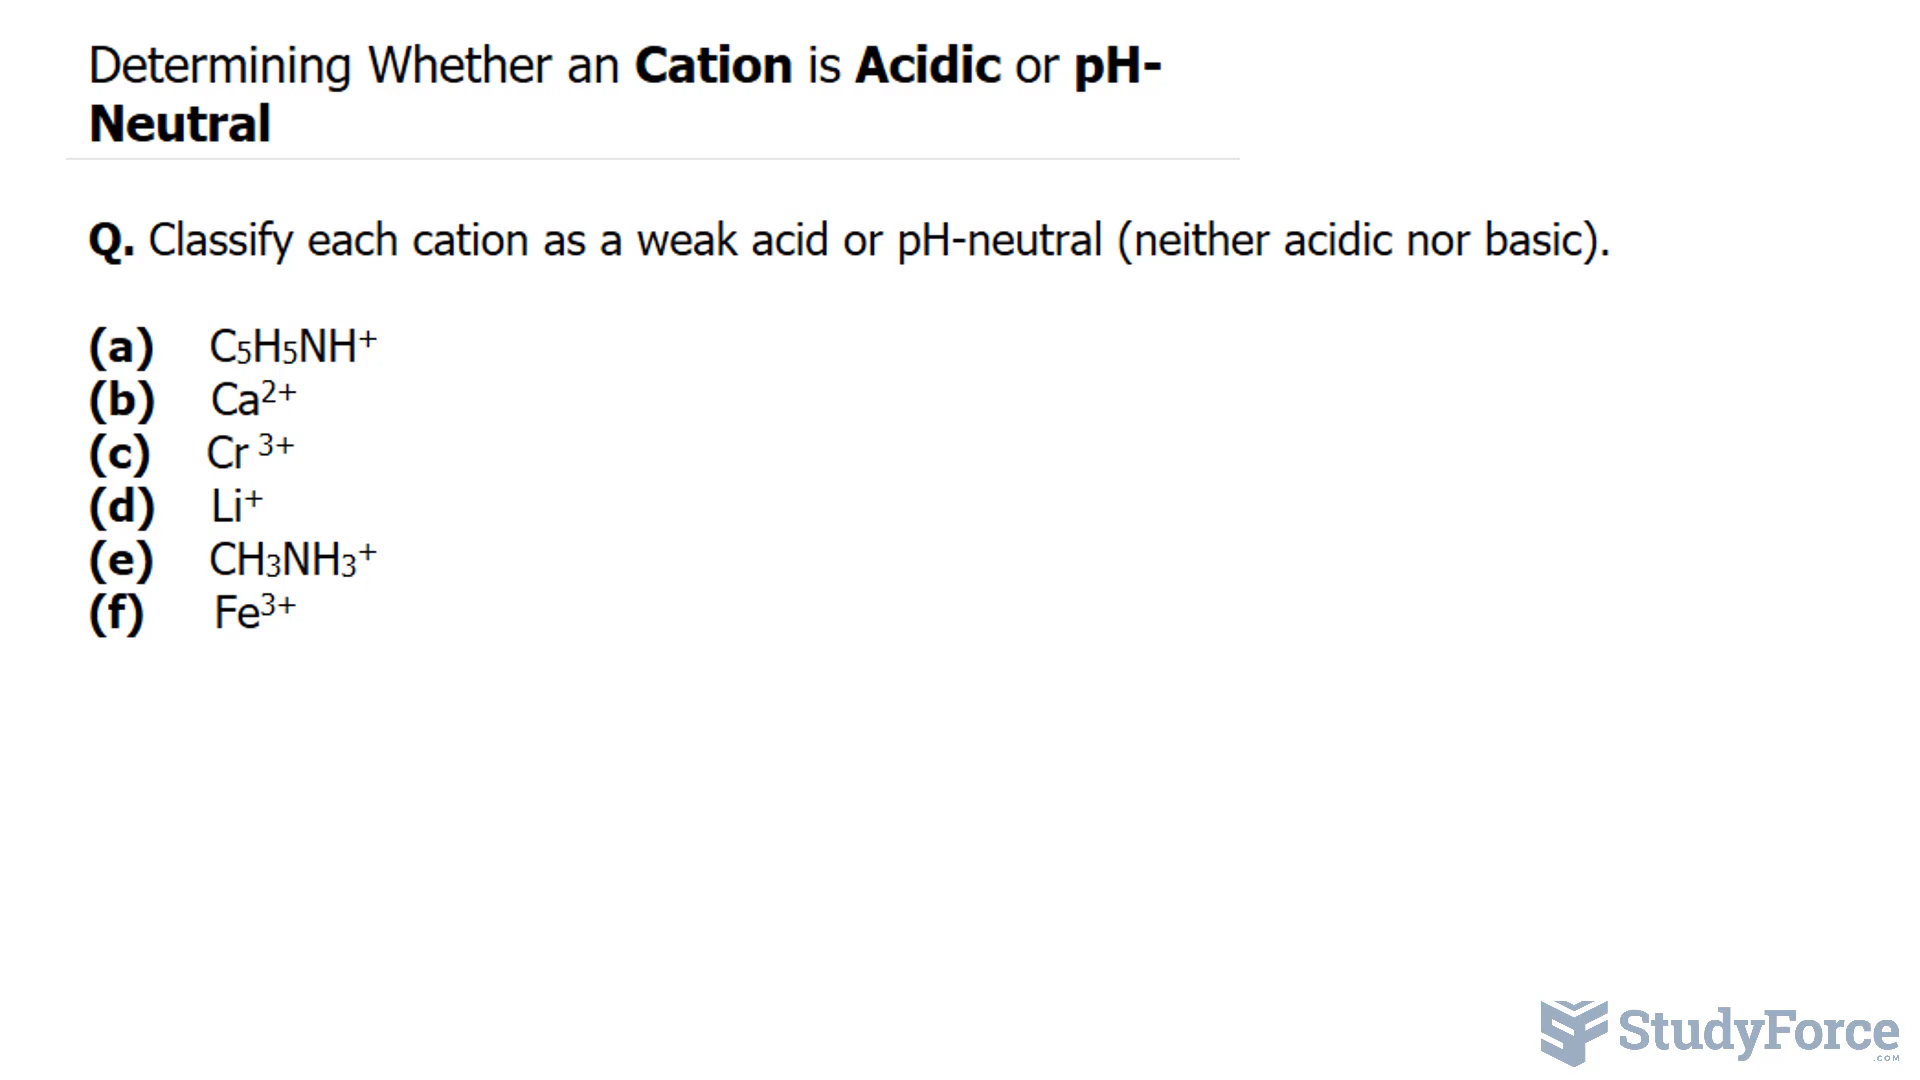 Determining Whether an Cation is Acidic or pH-
Neutral
Q. Classify each cation as a weak acid or pH-neutral (neither acidic nor basic).
(a) C₅H₅NH⁺
(b) Ca²⁺
(c) Cr ³⁺
(d) Li⁺
(e) CH₃NH₃⁺
(f) Fe³⁺
StudyForce
.COM